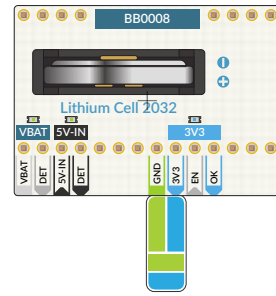 BB0008
Lithium Cell 2032
VBAT 5V-IN 3V3
VBAT DET 5V-IN DET GND 3V3 EN OK